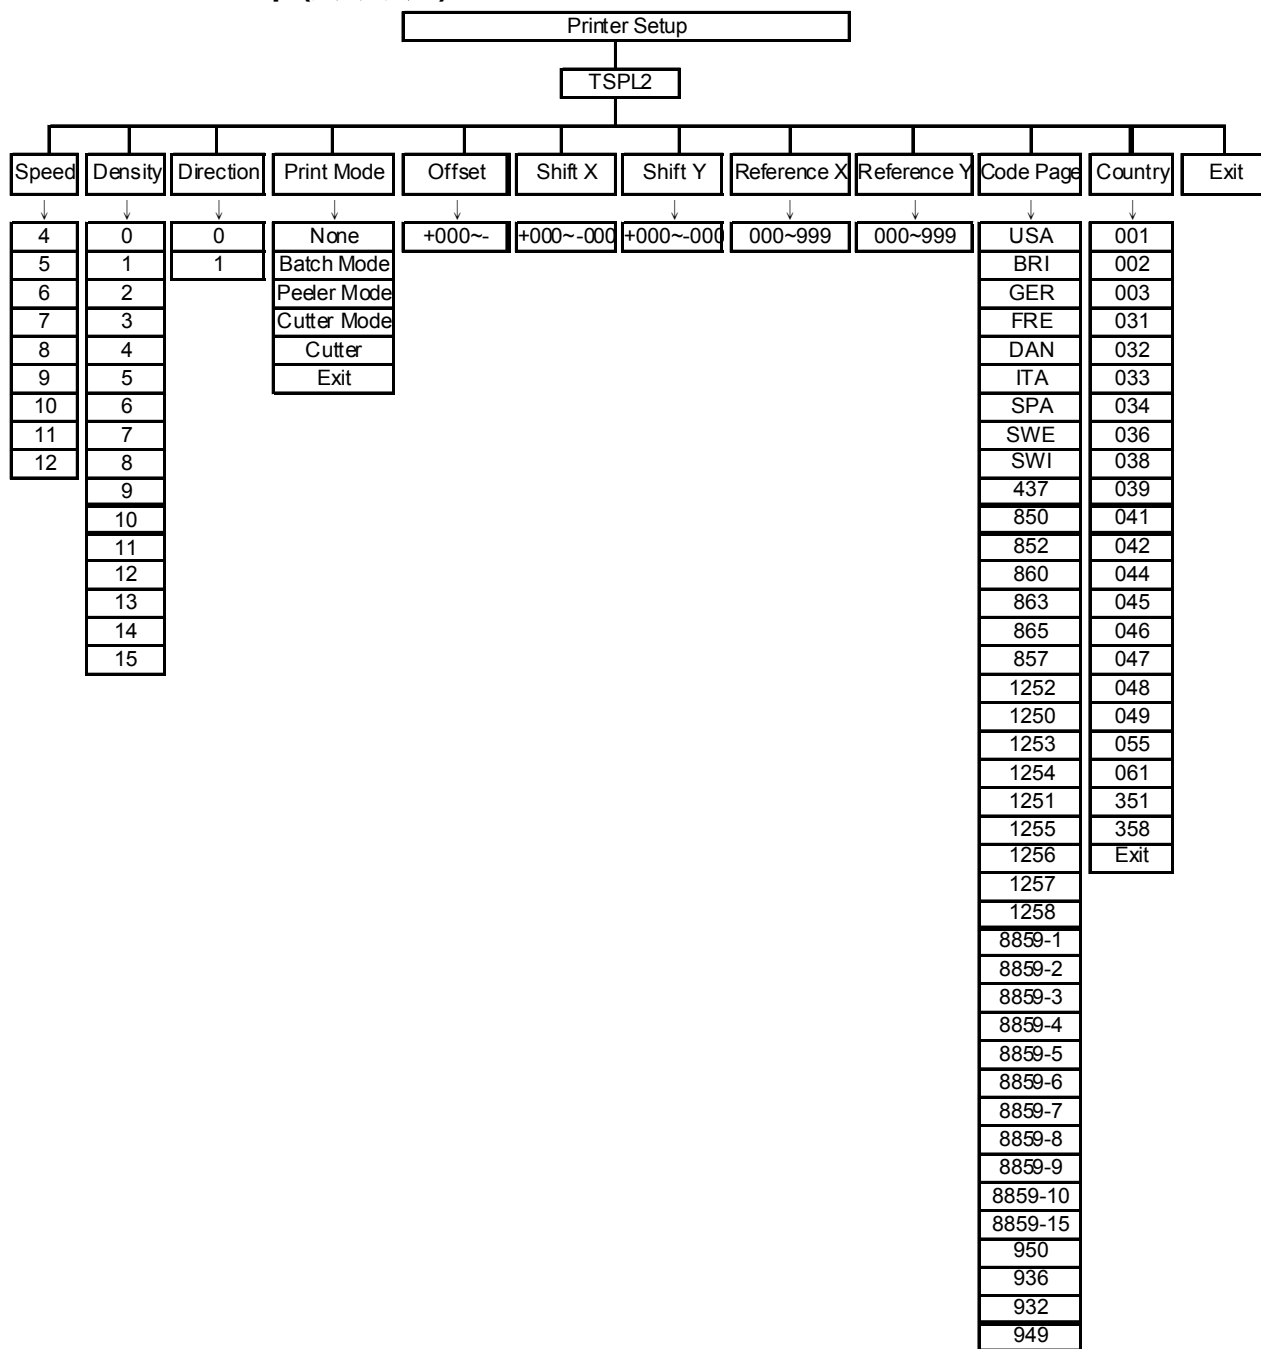 Printer Setup
TSPL2
Speed Density Direction Print Mode Offset Shift X Shift Y Reference X Reference Y Code Page Country Exit
4 0 0 None +000~- +000~-000 +000~-000 000~999 000~999 USA 001
5 1 1 Batch Mode BRI 002
6 2 Peeler Mode GER 003
7 3 Cutter Mode FRE 031
8 4 Cutter DAN 032
9 5 Exit ITA 033
10 6 SPA 034
11 7 SWE 036
12 8 SWI 038
9 437 039
10 850 041
11 852 042
12 860 044
13 863 045
14 865 046
15 857 047
1252 048
1250 049
1253 055
1254 061
1251 351
1255 358
1256 Exit
1257
1258
8859-1
8859-2
8859-3
8859-4
8859-5
8859-6
8859-7
8859-8
8859-9
8859-10
8859-15
950
936
932
949